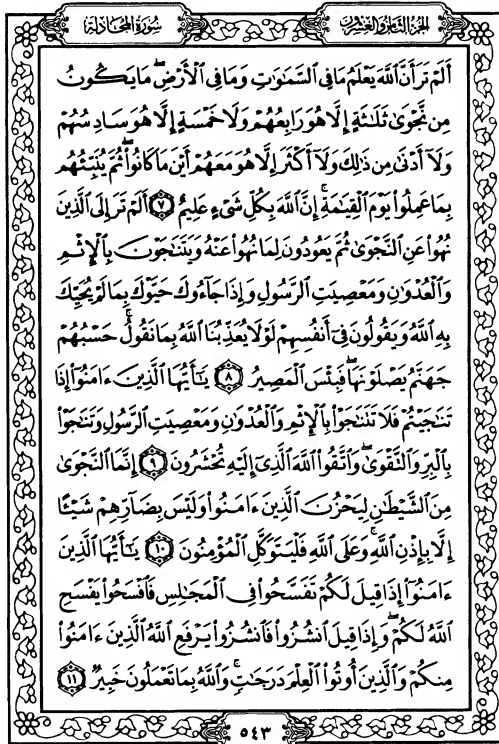 الجزء الثامن والعشرون
سورة المجادلة
أَلَمْ تَرَ أَنَّ ٱللَّهَ يَعْلَمُ مَا فِى ٱلسَّمَٰوَٰتِ وَمَا فِى ٱلْأَرْضِ ۖ مَا يَكُونُ
مِن نَّجْوَىٰ ثَلَٰثَةٍ إِلَّا هُوَ رَابِعُهُمْ وَلَا خَمْسَةٍ إِلَّا هُوَ سَادِسُهُمْ
وَلَآ أَدْنَىٰ مِن ذَٰلِكَ وَلَآ أَكْثَرَ إِلَّا هُوَ مَعَهُمْ أَيْنَ مَا كَانُوا۟ ۖ ثُمَّ يُنَبِّئُهُم
بِمَا عَمِلُوا۟ يَوْمَ ٱلْقِيَٰمَةِ ۚ إِنَّ ٱللَّهَ بِكُلِّ شَىْءٍ عَلِيمٌ ٧ أَلَمْ تَرَ إِلَى ٱلَّذِينَ
نُهُوا۟ عَنِ ٱلنَّجْوَىٰ ثُمَّ يَعُودُونَ لِمَا نُهُوا۟ عَنْهُ وَيَتَنَٰجَوْنَ بِٱلْإِثْمِ
وَٱلْعُدْوَٰنِ وَمَعْصِيَتِ ٱلرَّسُولِ وَإِذَا جَآءُوكَ حَيَّوْكَ بِمَا لَمْ يُحَيِّكَ
بِهِ ٱللَّهُ وَيَقُولُونَ فِىٓ أَنفُسِهِمْ لَوْلَا يُعَذِّبُنَا ٱللَّهُ بِمَا نَقُولُ ۚ حَسْبُهُمْ
جَهَنَّمُ يَصْلَوْنَهَا ۖ فَبِئْسَ ٱلْمَصِيرُ ٨ يَٰٓأَيُّهَا ٱلَّذِينَ ءَامَنُوٓا۟ إِذَا
تَنَٰجَيْتُمْ فَلَا تَتَنَٰجَوْا۟ بِٱلْإِثْمِ وَٱلْعُدْوَٰنِ وَمَعْصِيَتِ ٱلرَّسُولِ وَتَنَٰجَوْا۟
بِٱلْبِرِّ وَٱلتَّقْوَىٰ ۖ وَٱتَّقُوا۟ ٱللَّهَ ٱلَّذِىٓ إِلَيْهِ تُحْشَرُونَ ٩ إِنَّمَا ٱلنَّجْوَىٰ
مِنَ ٱلشَّيْطَٰنِ لِيَحْزُنَ ٱلَّذِينَ ءَامَنُوا۟ وَلَيْسَ بِضَآرِّهِمْ شَيْـًٔا
إِلَّا بِإِذْنِ ٱللَّهِ ۚ وَعَلَى ٱللَّهِ فَلْيَتَوَكَّلِ ٱلْمُؤْمِنُونَ ١٠ يَٰٓأَيُّهَا ٱلَّذِينَ
ءَامَنُوٓا۟ إِذَا قِيلَ لَكُمْ تَفَسَّحُوا۟ فِى ٱلْمَجَٰلِسِ فَٱفْسَحُوا۟ يَفْسَحِ
ٱللَّهُ لَكُمْ ۖ وَإِذَا قِيلَ ٱنشُزُوا۟ فَٱنشُزُوا۟ يَرْفَعِ ٱللَّهُ ٱلَّذِينَ ءَامَنُوا۟
مِنكُمْ وَٱلَّذِينَ أُوتُوا۟ ٱلْعِلْمَ دَرَجَٰتٍ ۚ وَٱللَّهُ بِمَا تَعْمَلُونَ خَبِيرٌ ١١
٥٤٣